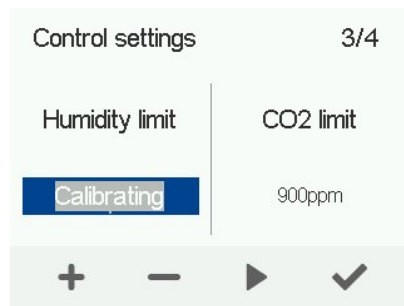 Control settings 3/4
Humidity limit CO2 limit
Calibrating 900ppm